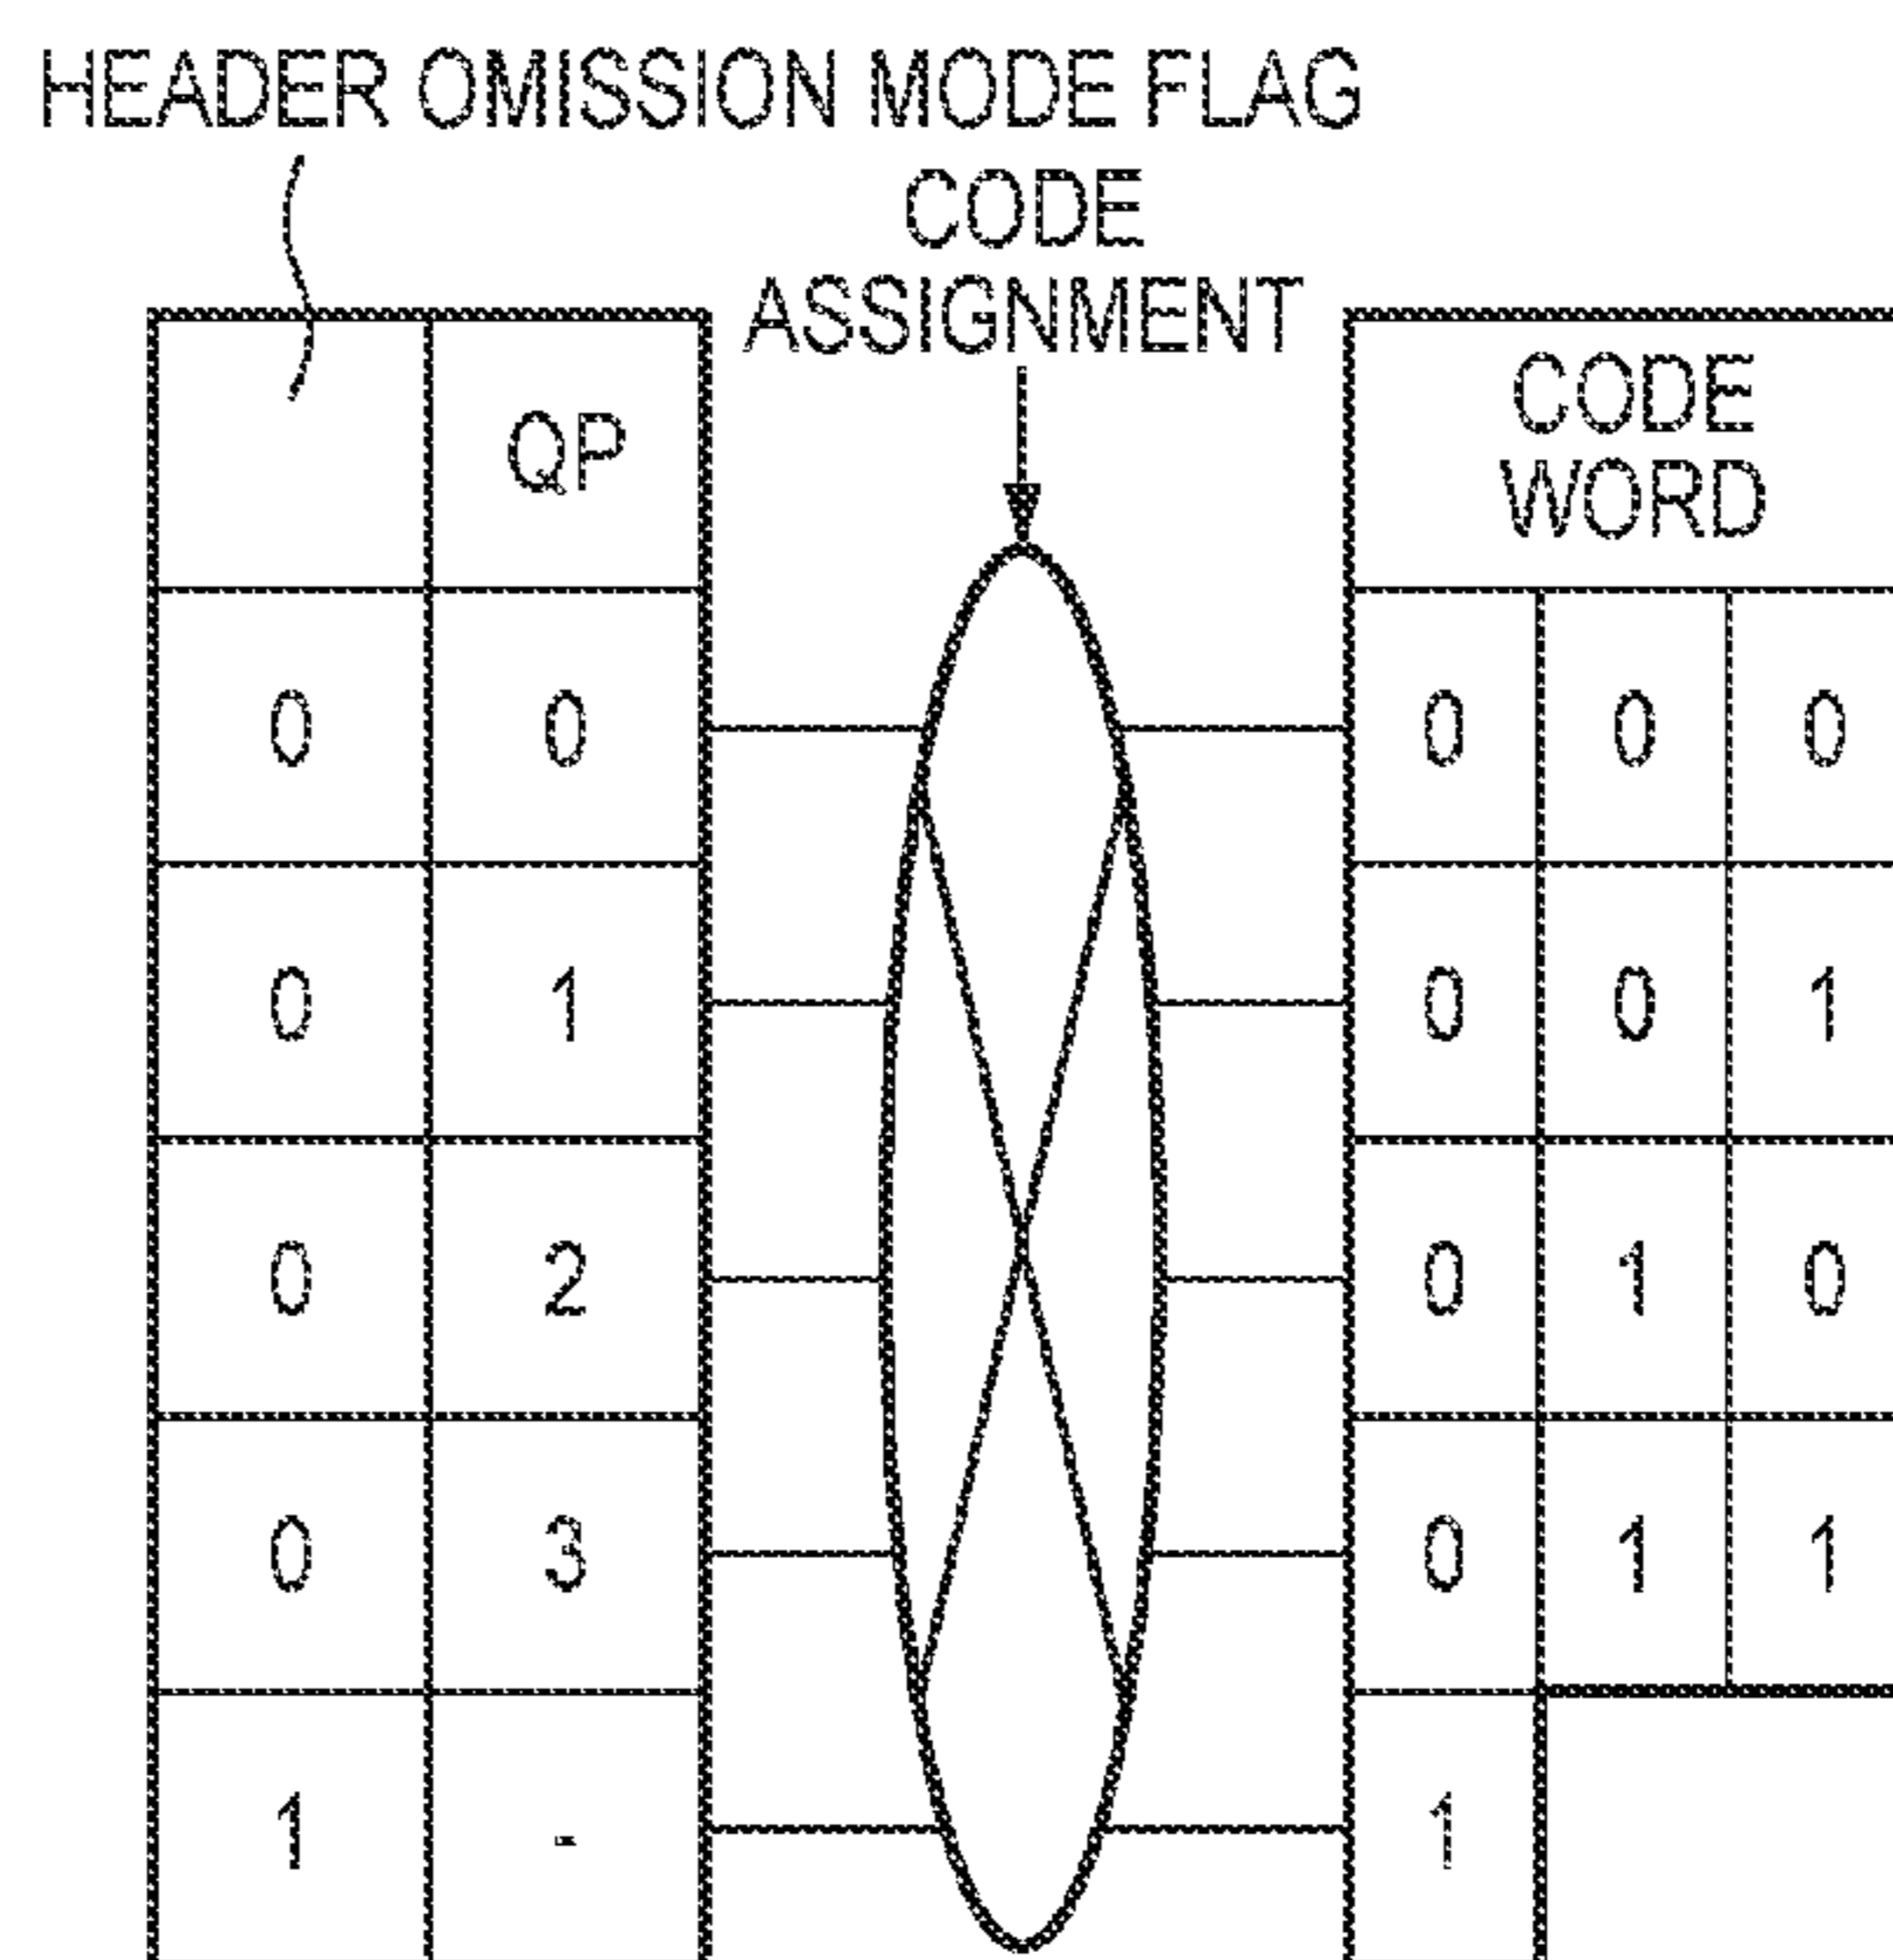 HEADER OMISSION MODE FLAG
CODE
ASSIGNMENT
QP
CODE
WORD
0 0 0 0 0
0 1 0 0 1
0 2 0 1 0
0 3 0 1 1
1 - 1